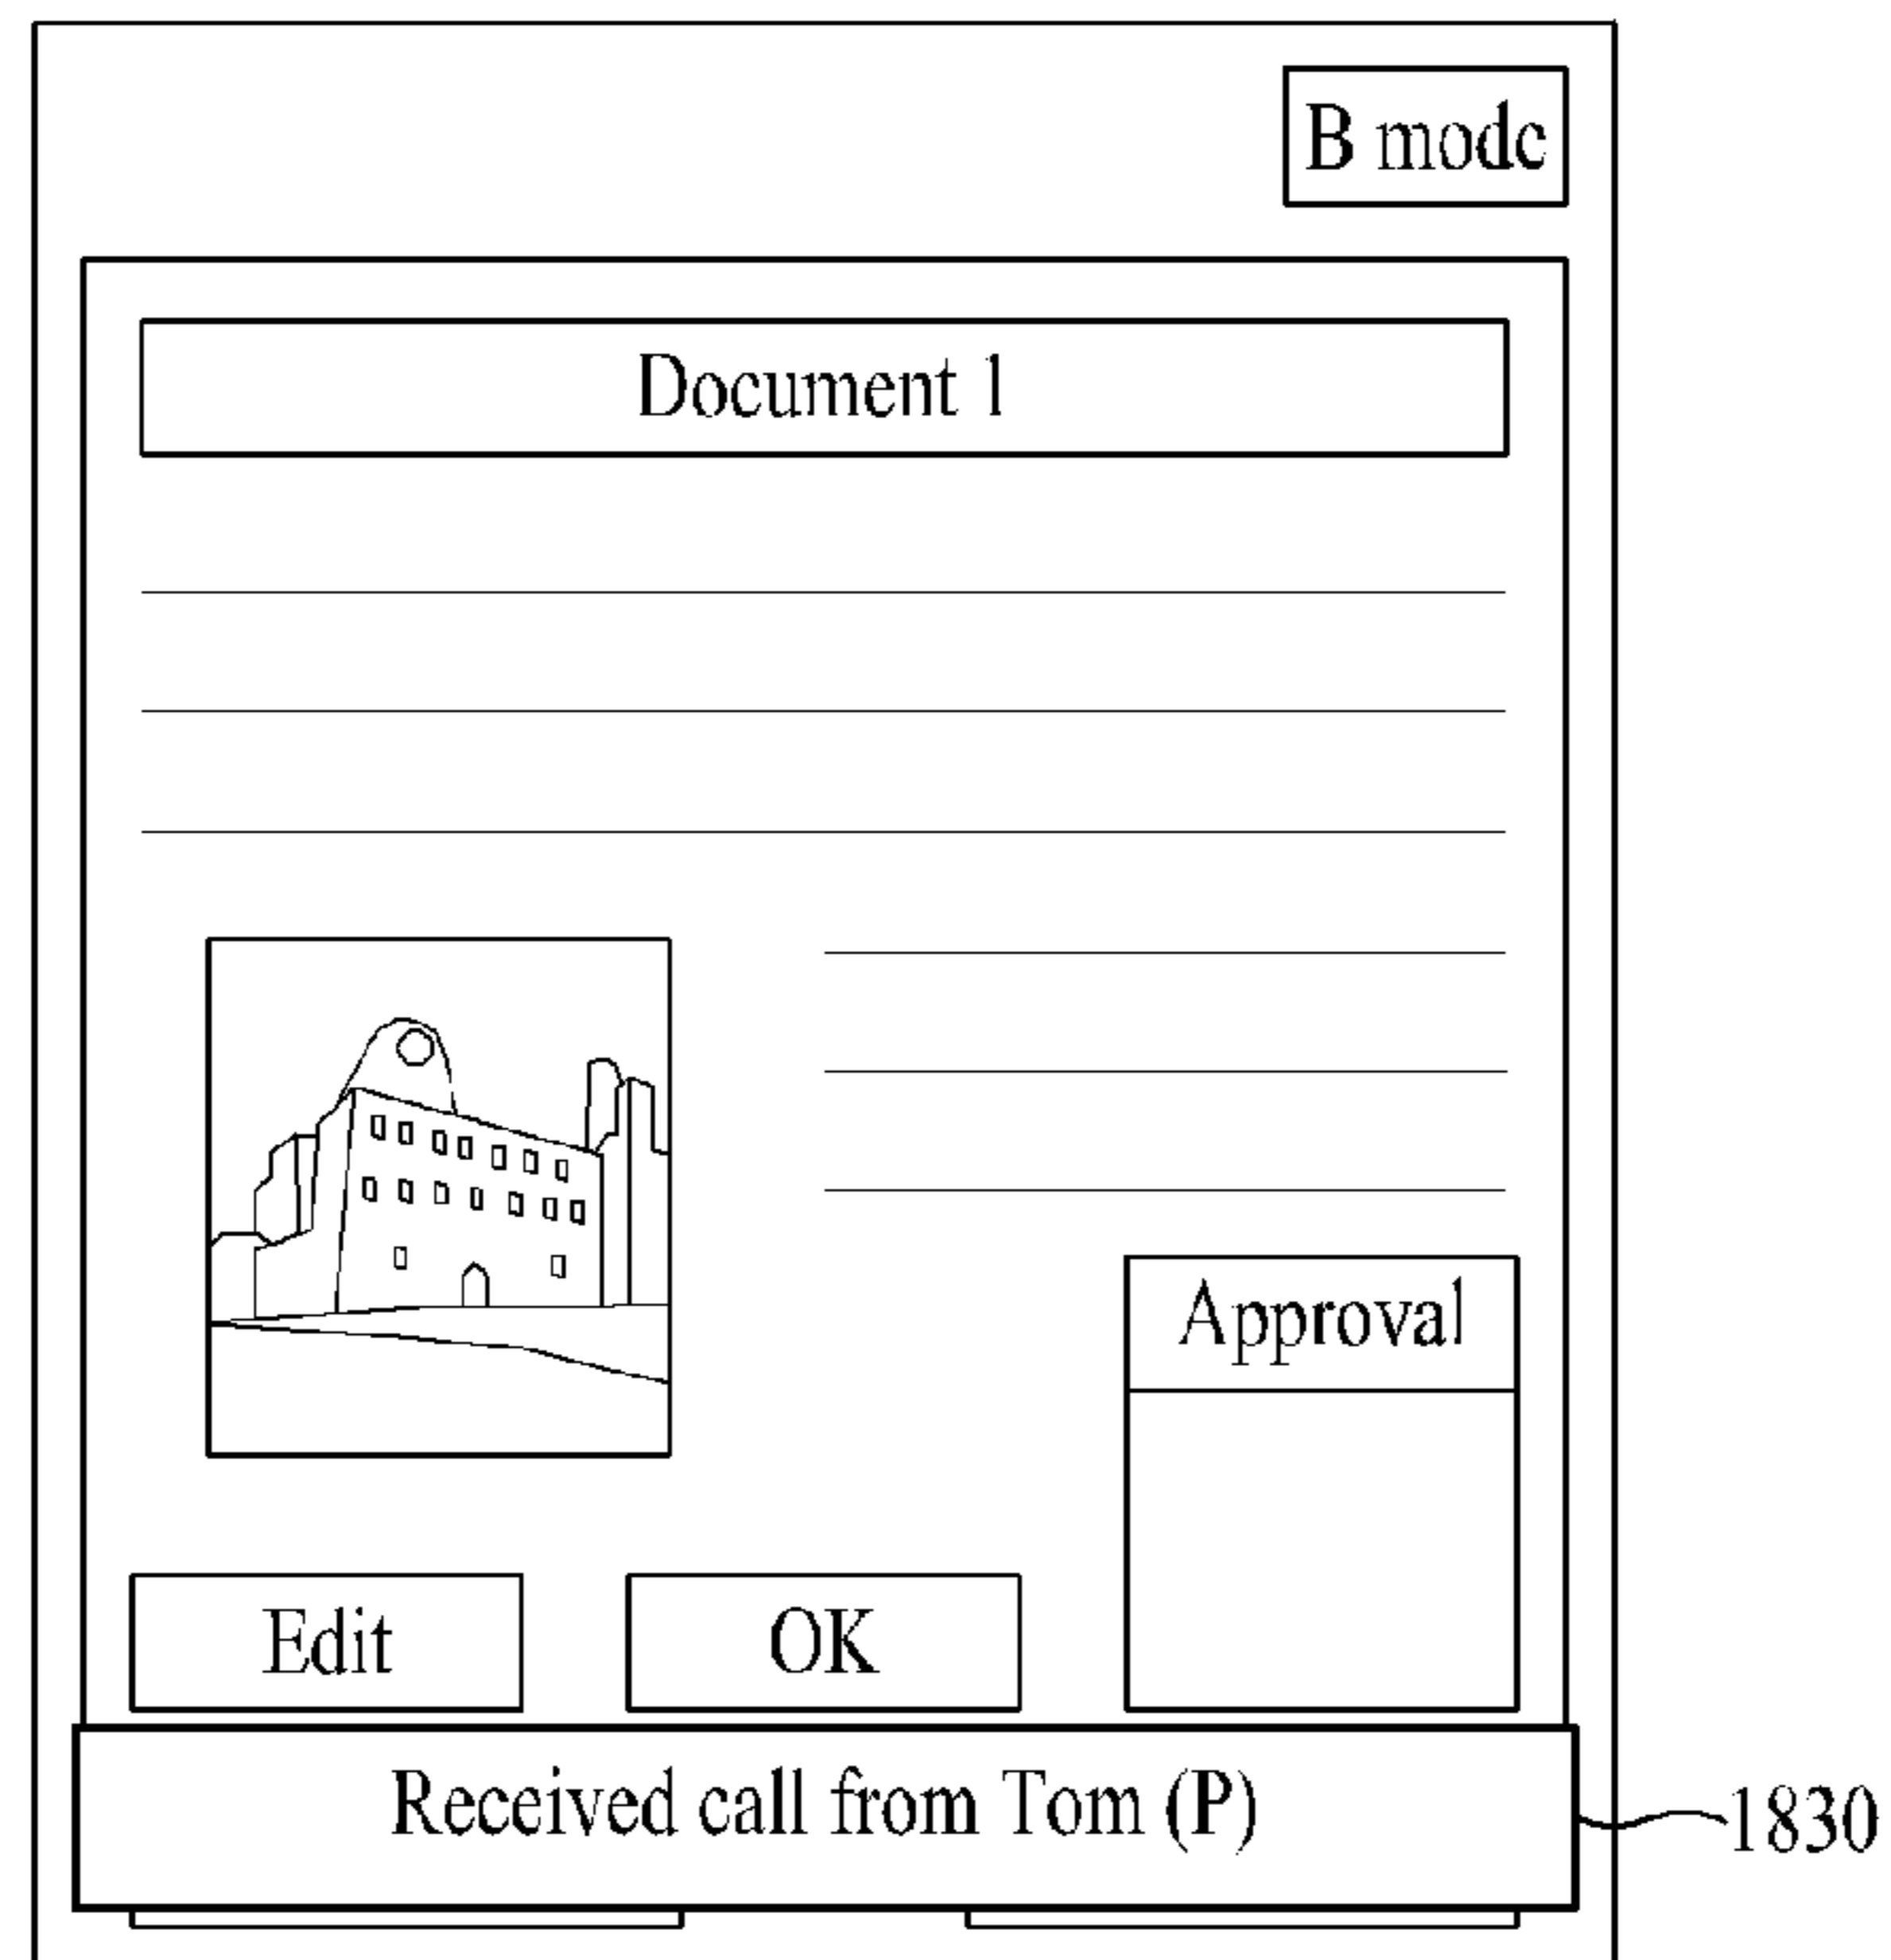 B mode
Document 1
Approval
Edit
OK
Received call from Tom (P)
1830